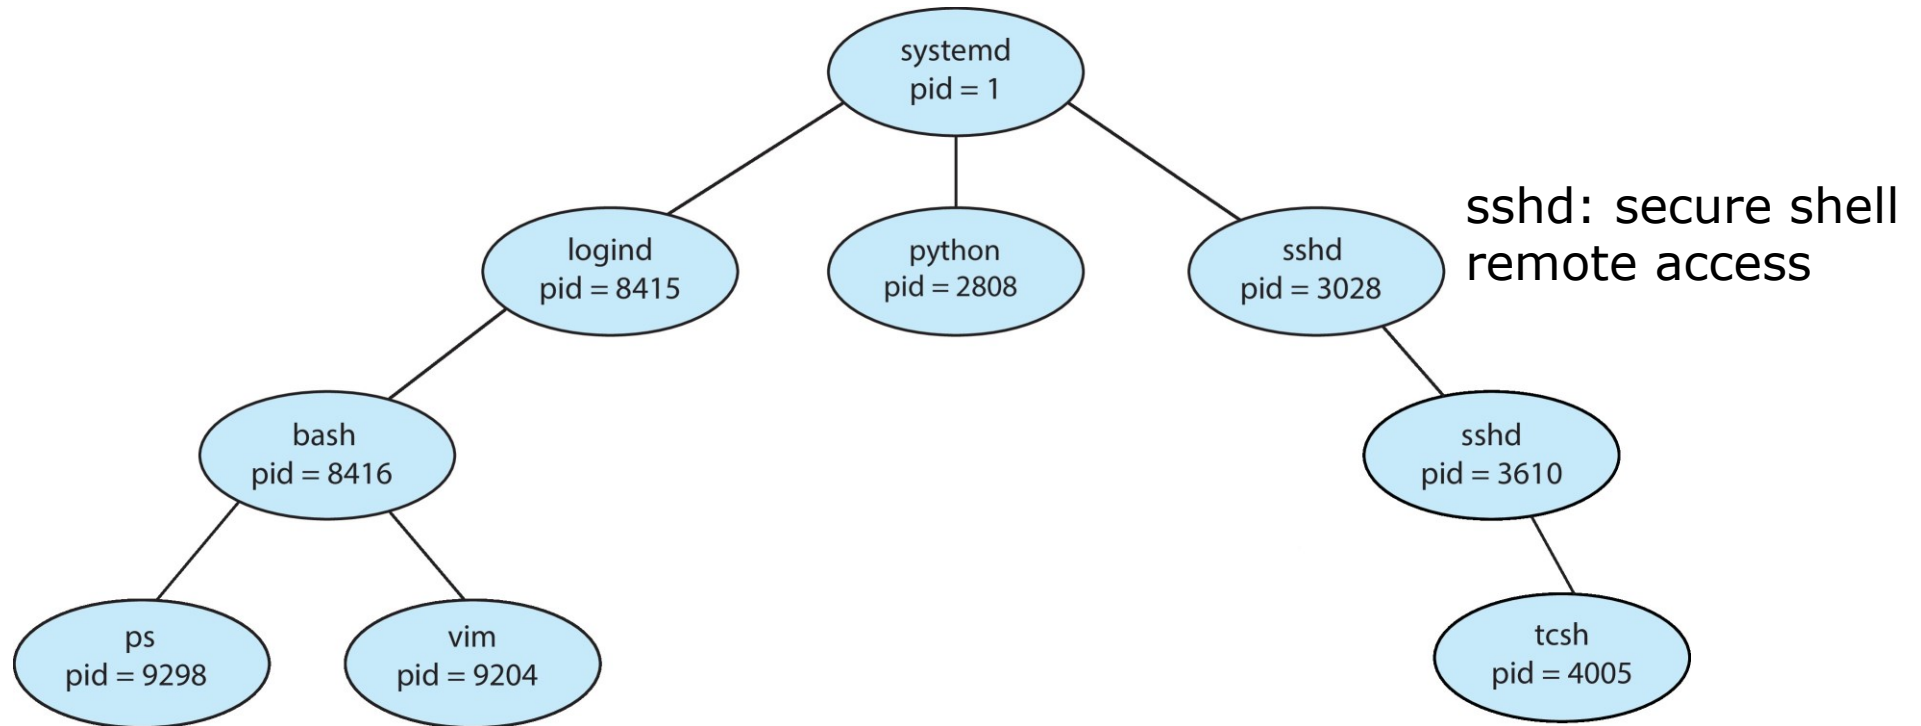 systemd
pid = 1
logind
pid = 8415
python
pid = 2808
sshd
pid = 3028
sshd: secure shell
remote access
bash
pid = 8416
sshd
pid = 3610
ps
pid = 9298
vim
pid = 9204
tcsh
pid = 4005